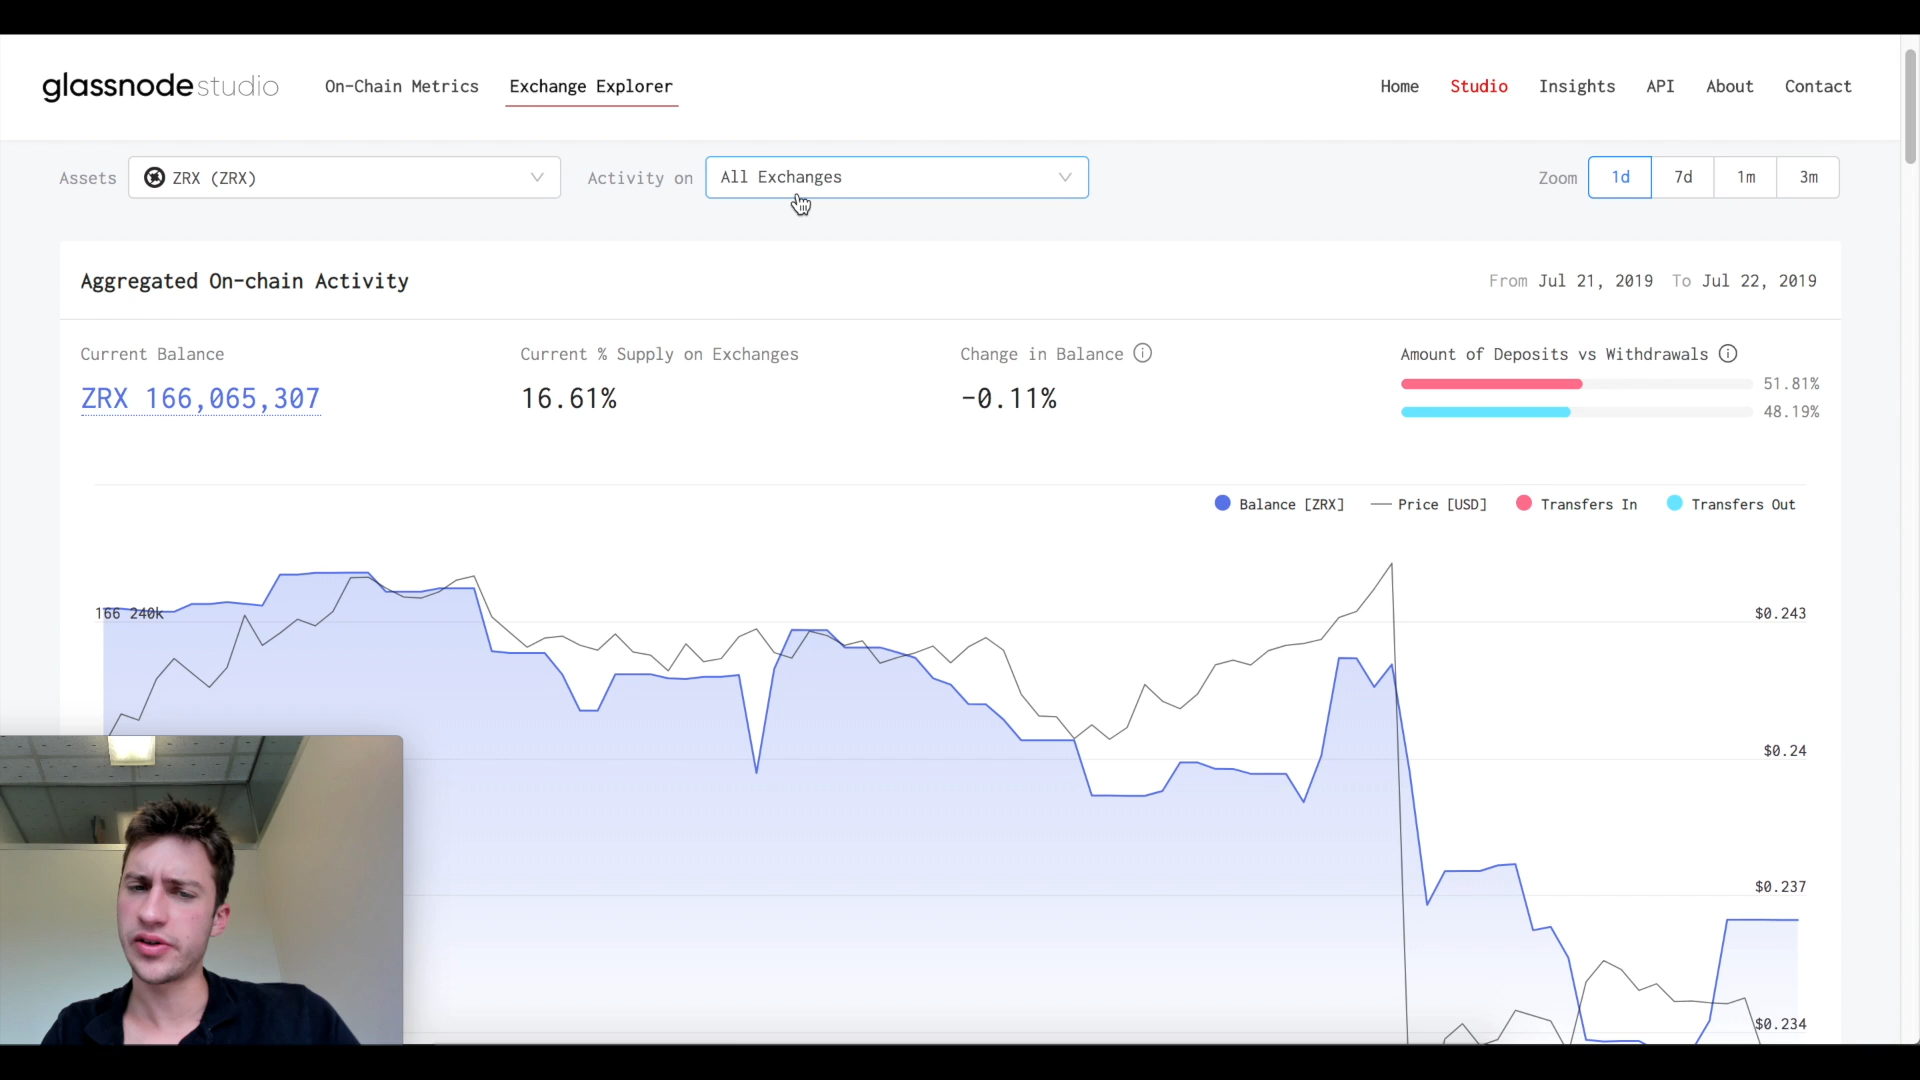 glassnode studio
On-Chain Metrics
Exchange Explorer
Home
Studio
Insights
API
About
Contact
Assets
ZRX (ZRX)
Activity on
All Exchanges
Zoom
1d
7d
1m
3m
Aggregated On-chain Activity
From Jul 21, 2019 To Jul 22, 2019
Current Balance
ZRX 166,065,307
Current % Supply on Exchanges
16.61%
Change in Balance
-0.11%
Amount of Deposits vs Withdrawals
51.81%
48.19%
Balance [ZRX]
Price [USD]
Transfers In
Transfers Out
166 240k
$0.243
$0.24
$0.237
$0.234